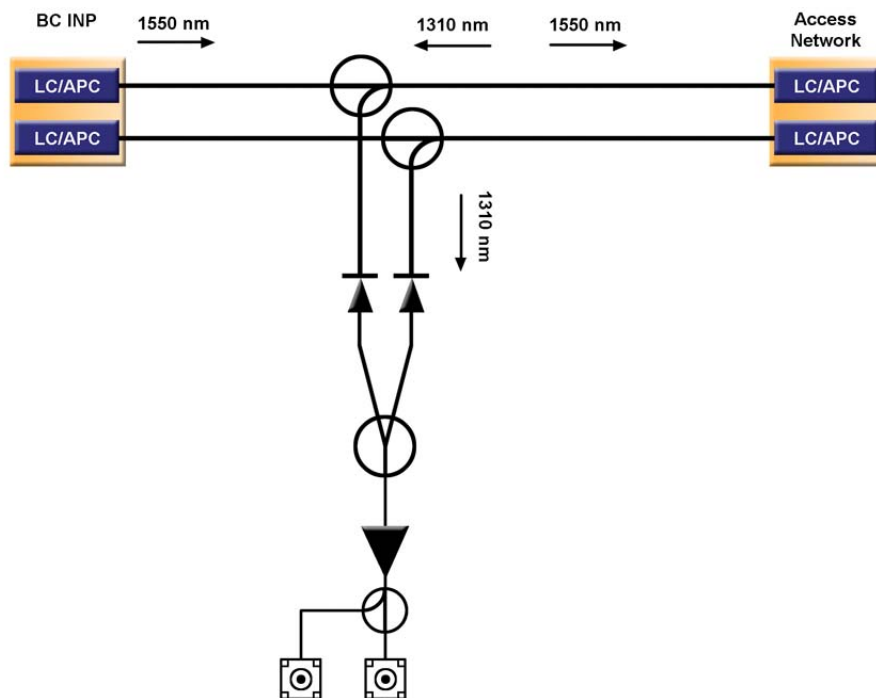 BC INP
1550 nm
1310 nm
1550 nm
Access
Network
LC/APC
LC/APC
LC/APC
LC/APC
1310 nm